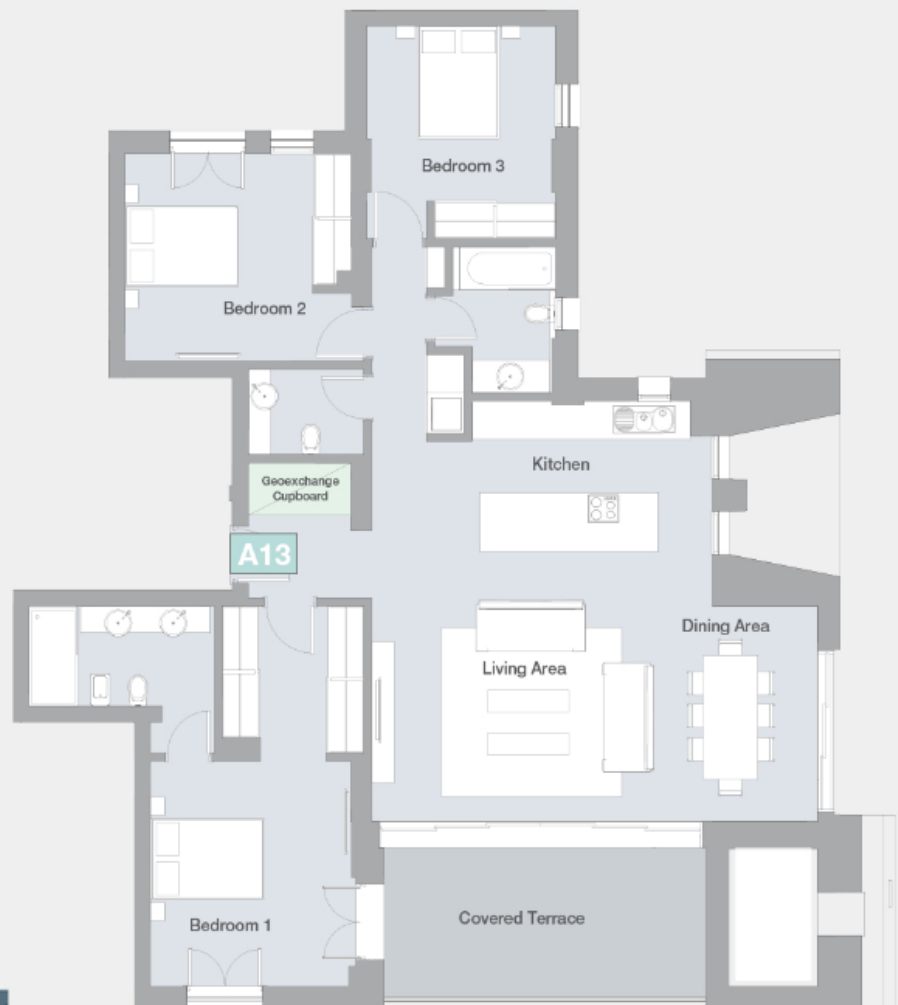 Bedroom 3
Bedroom 2
Kitchen
Geoexchange
Cupboard
A13
Dining Area
Living Area
Covered Terrace
Bedroom 1